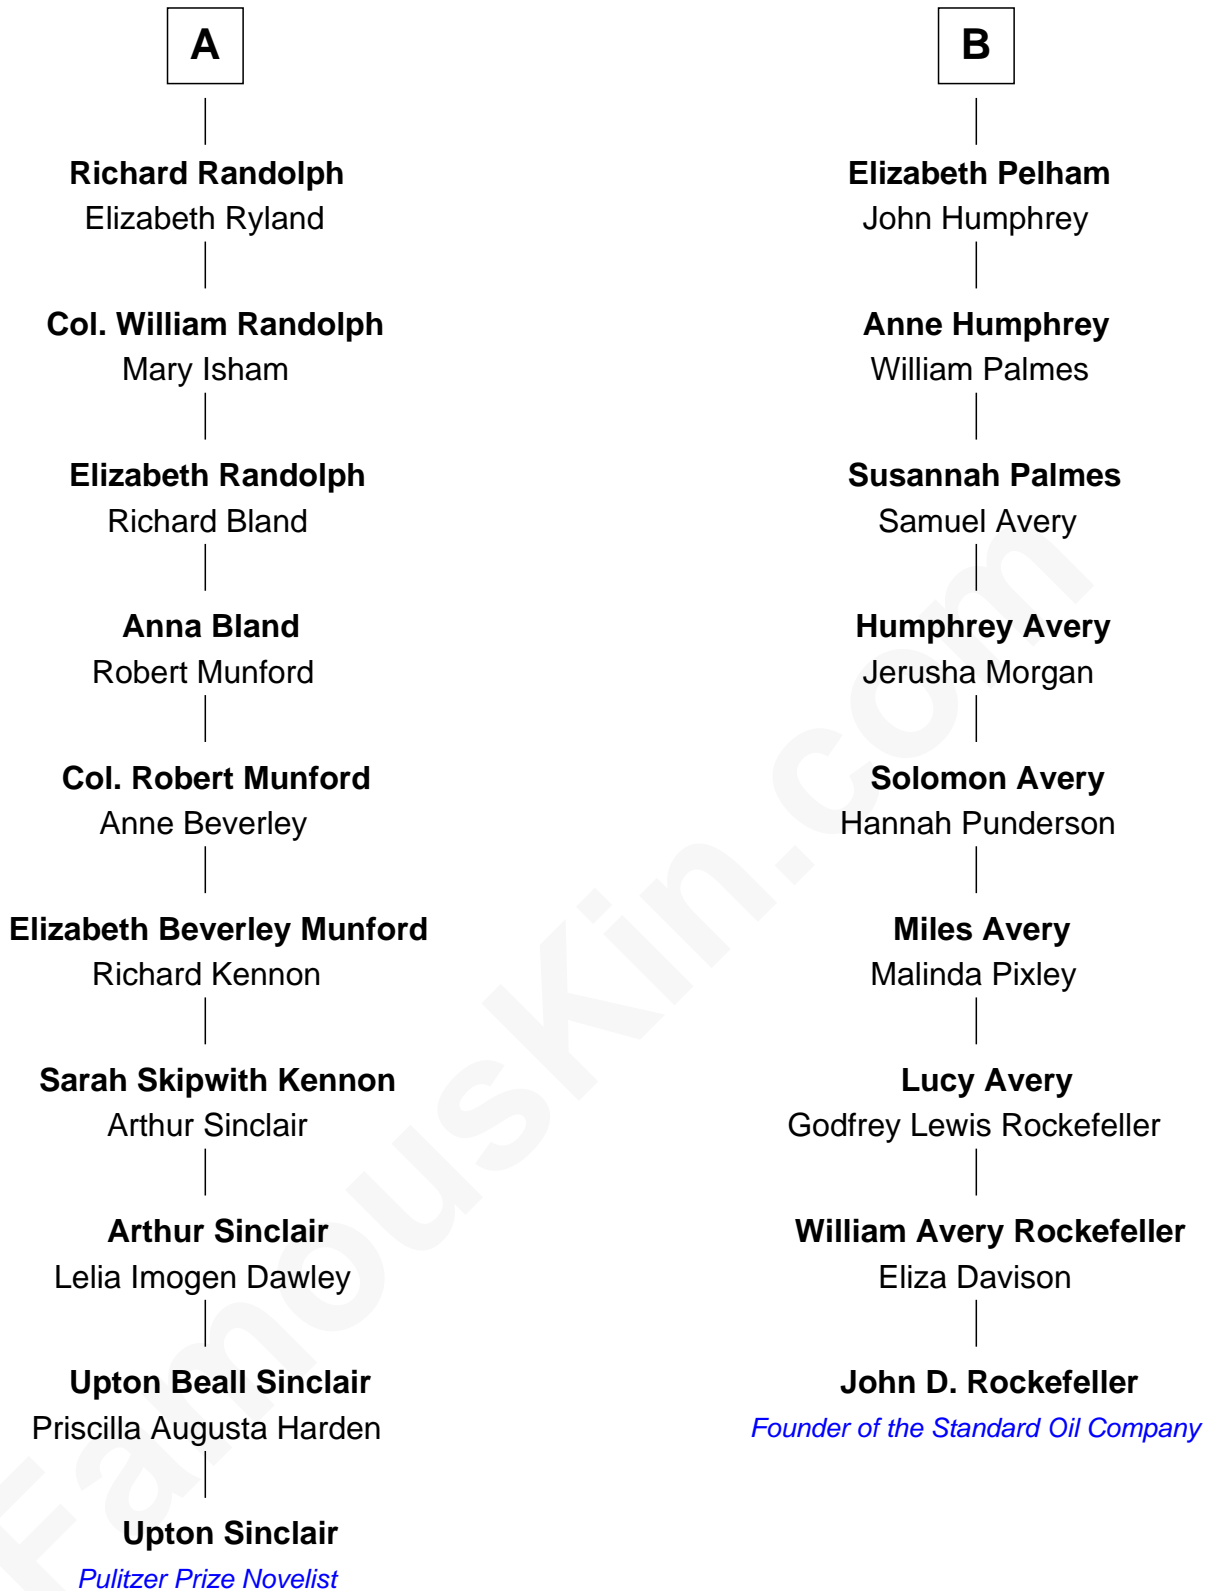 A
Richard Randolph
Elizabeth Ryland
Col. William Randolph
Mary Isham
Elizabeth Randolph
Richard Bland
Anna Bland
Robert Munford
Col. Robert Munford
Anne Beverley
Elizabeth Beverley Munford
Richard Kennon
Sarah Skipwith Kennon
Arthur Sinclair
Arthur Sinclair
Lelia Imogen Dawley
Upton Beall Sinclair
Priscilla Augusta Harden
Upton Sinclair
Pulitzer Prize Novelist
B
Elizabeth Pelham
John Humphrey
Anne Humphrey
William Palmes
Susannah Palmes
Samuel Avery
Humphrey Avery
Jerusha Morgan
Solomon Avery
Hannah Punderson
Miles Avery
Malinda Pixley
Lucy Avery
Godfrey Lewis Rockefeller
William Avery Rockefeller
Eliza Davison
John D. Rockefeller
Founder of the Standard Oil Company
FamousKin.com